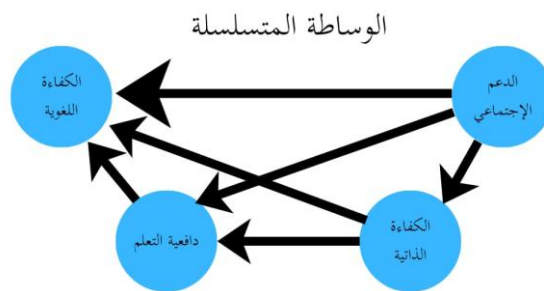 الوساطة المتسلسلة
الدعم
الإجتماعي
الكفاءة
اللغوية
الكفاءة
الذاتية
دافعية التعلم